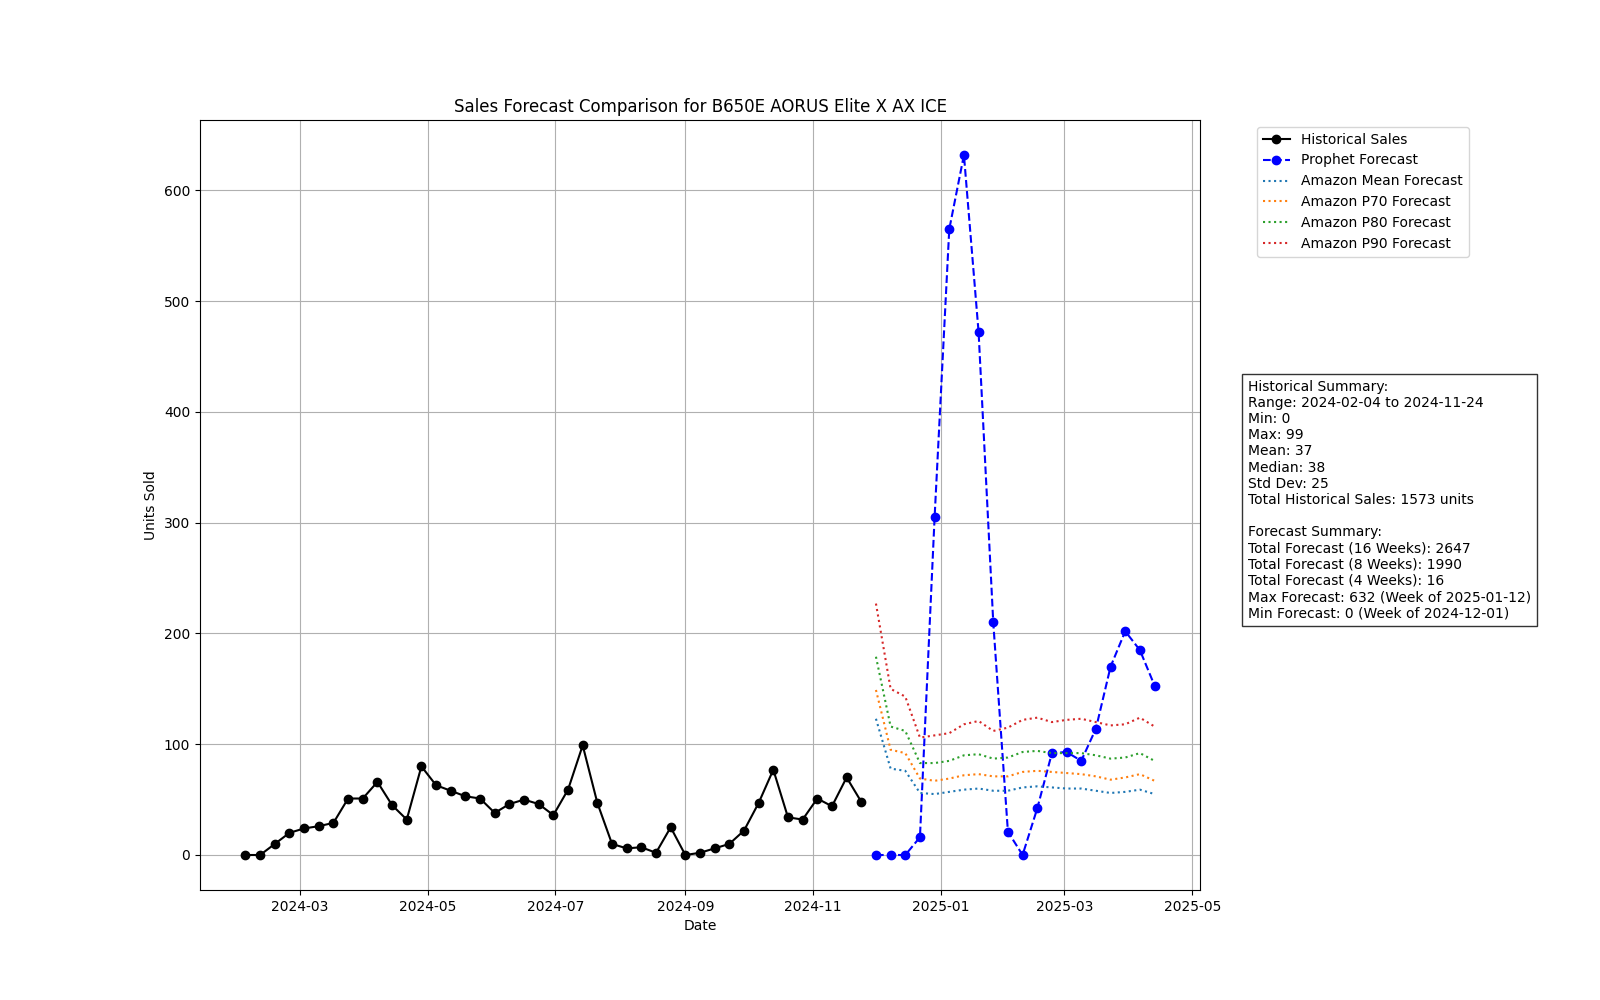 Sales Forecast Comparison for B650E AORUS Elite X AX ICE
Historical Sales
Prophet Forecast
Amazon Mean Forecast
Amazon P70 Forecast
Amazon P80 Forecast
Amazon P90 Forecast
600
500
400
300
200
100
0
Units Sold
2024-03
2024-05
2024-07
2024-09
2024-11
2025-01
2025-03
2025-05
Date
Historical Summary:
Range: 2024-02-04 to 2024-11-24
Min: 0
Max: 99
Mean: 37
Median: 38
Std Dev: 25
Total Historical Sales: 1573 units
Forecast Summary:
Total Forecast (16 Weeks): 2647
Total Forecast (8 Weeks): 1990
Total Forecast (4 Weeks): 16
Max Forecast: 632 (Week of 2025-01-12)
Min Forecast: 0 (Week of 2024-12-01)